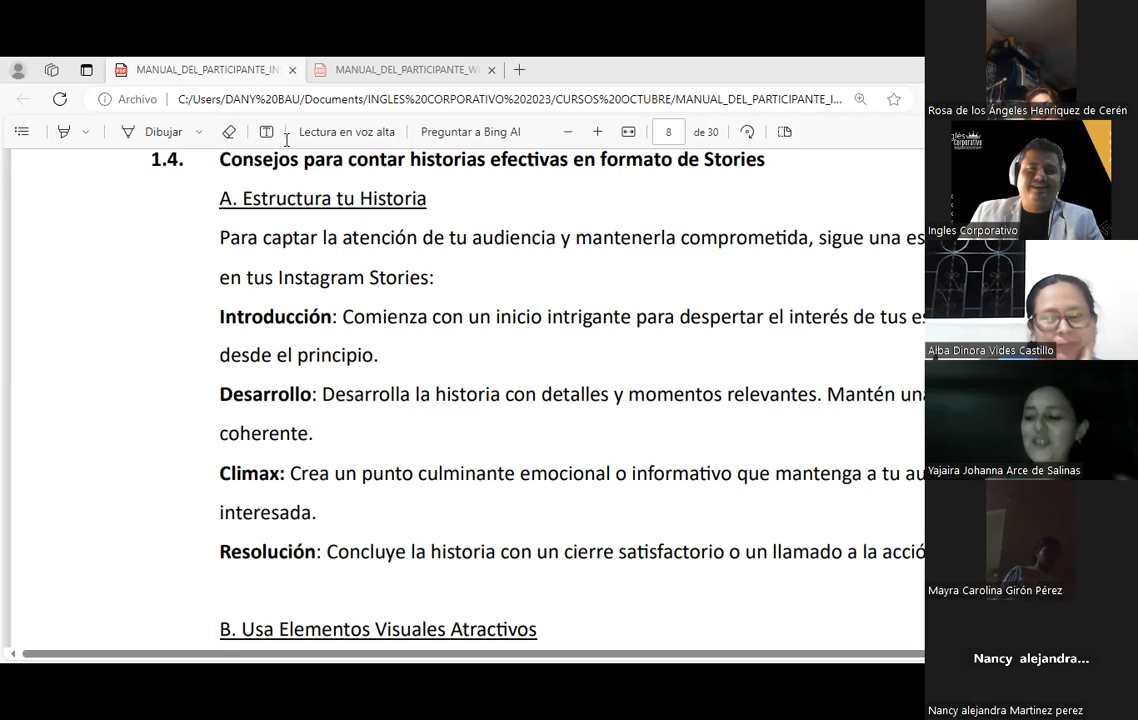 MANUAL_DEL_PARTICIPANTE_IN
MANUAL_DEL_PARTICIPANTE_W
Archivo
C:/Users/DANY%20BAU/Documents/INGLES%20CORPORATIVO%202023/CURSOS%20OCTUBRE/MANUAL_DEL_PARTICIPANTE_I...
Dibujar
Lectura en voz alta
Preguntar a Bing AI
8
de 30
1.4. Consejos para contar historias efectivas en formato de Stories
A. Estructura tu Historia
Para captar la atención de tu audiencia y mantenerla comprometida, sigue una es
en tus Instagram Stories:
Introducción: Comienza con un inicio intrigante para despertar el interés de tus es
desde el principio.
Desarrollo: Desarrolla la historia con detalles y momentos relevantes. Mantén una
coherente.
Climax: Crea un punto culminante emocional o informativo que mantenga a tu au
interesada.
Resolución: Concluye la historia con un cierre satisfactorio o un llamado a la acció
B. Usa Elementos Visuales Atractivos
Rosa de los Ángeles Henriquez de Cerén
Ingles Corporativo
Alba Dinora Vides Castillo
Yajaira Johanna Arce de Salinas
Mayra Carolina Girón Pérez
Nancy alejandra...
Nancy alejandra Martinez perez